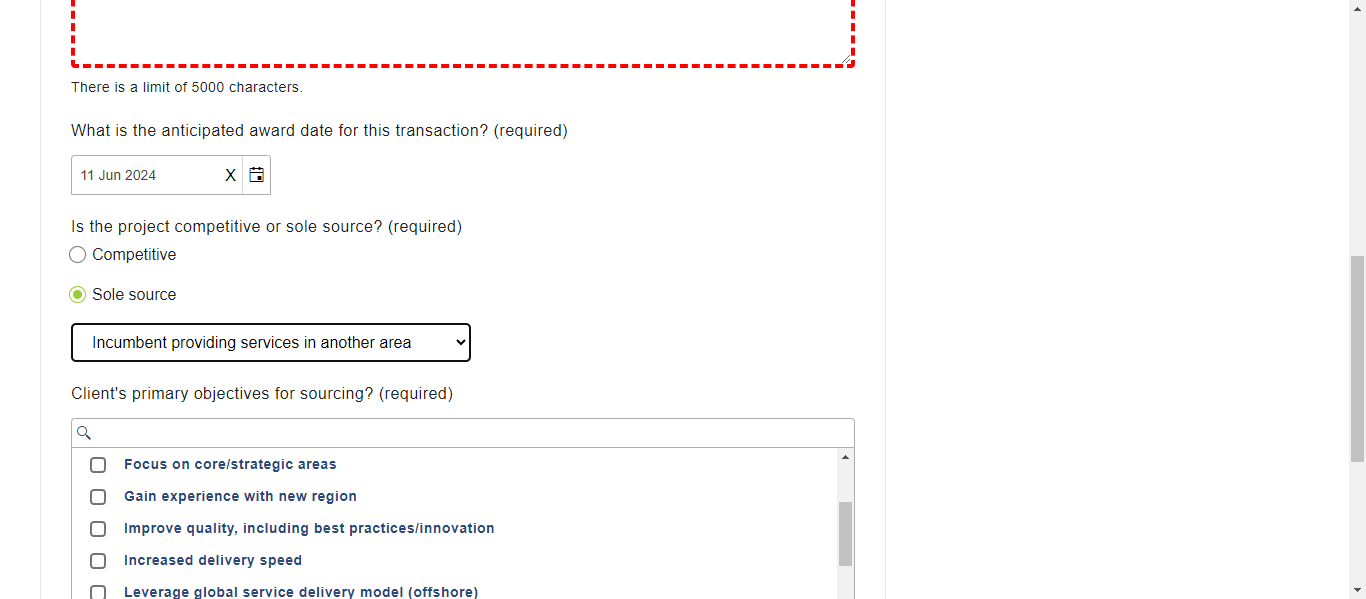 There is a limit of 5000 characters.
What is the anticipated award date for this transaction? (required)
11 Jun 2024 X
Is the project competitive or sole source? (required)
Competitive
Sole source
Incumbent providing services in another area
Client's primary objectives for sourcing? (required)
Focus on core/strategic areas
Gain experience with new region
Improve quality, including best practices/innovation
Increased delivery speed
Leverage global service delivery model (offshore)